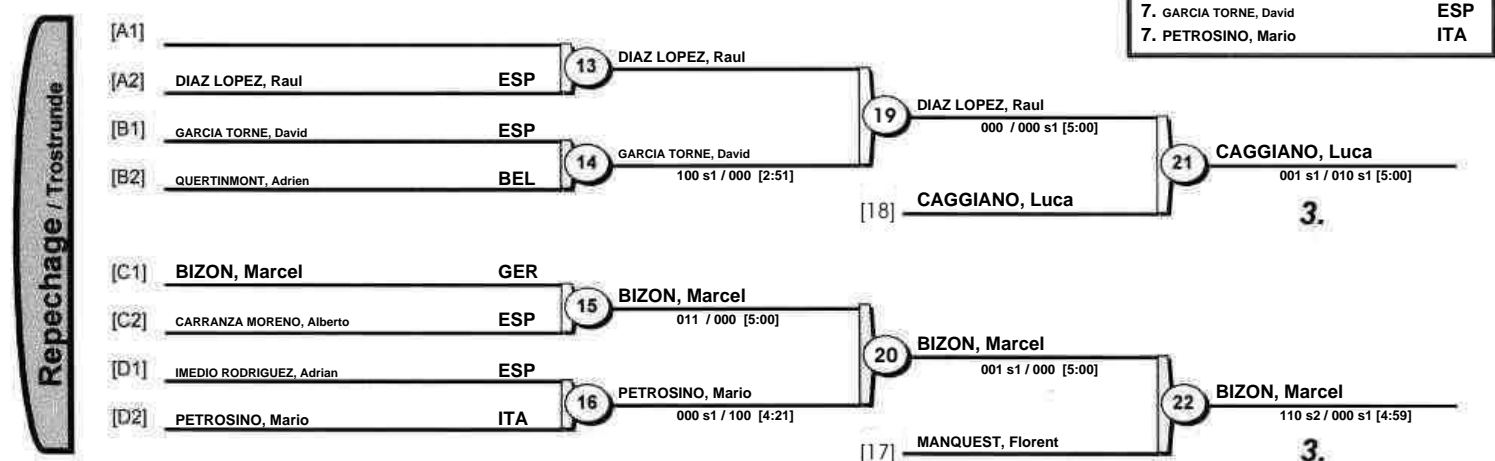 7. GARCIA TORNE, David ESP
7. PETROSINO, Mario ITA
Repechage / Trostrunde
[A1]
13 DIAZ LOPEZ, Raul
[A2] DIAZ LOPEZ, Raul ESP
19 DIAZ LOPEZ, Raul
000 / 000 s1 [5:00]
[B1] GARCIA TORNE, David ESP
14 GARCIA TORNE, David
100 s1 / 000 [2:51]
[B2] QUERTINMONT, Adrien BEL
21 CAGGIANO, Luca
001 s1 / 010 s1 [5:00]
[18] CAGGIANO, Luca
3.
[C1] BIZON, Marcel GER
15 BIZON, Marcel
011 / 000 [5:00]
[C2] CARRANZA MORENO, Alberto ESP
20 BIZON, Marcel
001 s1 / 000 [5:00]
[D1] IMEDIO RODRIGUEZ, Adrian ESP
16 PETROSINO, Mario
000 s1 / 100 [4:21]
[D2] PETROSINO, Mario ITA
22 BIZON, Marcel
110 s2 / 000 s1 [4:59]
[17] MANQUEST, Florent
3.